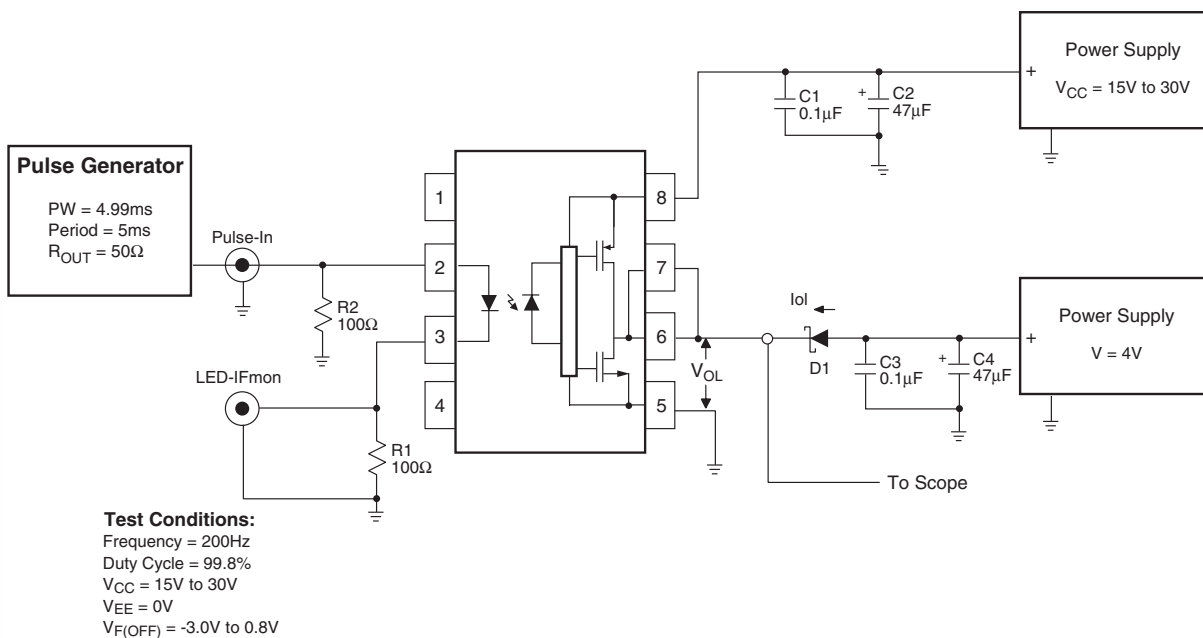 Power Supply
VCC = 15V to 30V
+
C1
0.1μF
+
C2
47μF
Pulse Generator
PW = 4.99ms
Period = 5ms
ROUT = 50Ω
Pulse-In
R2
100Ω
LED-IFmon
R1
100Ω
1
2
3
4
8
7
6
5
VOL
Iol
D1
C3
0.1μF
+
C4
47μF
+
Power Supply
V = 4V
To Scope
Test Conditions:
Frequency = 200Hz
Duty Cycle = 99.8%
VCC = 15V to 30V
VEE = 0V
VF(OFF) = -3.0V to 0.8V